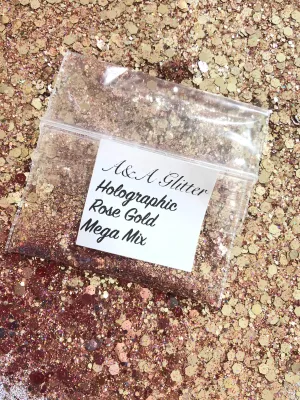 A&A Glitter
Holographic
Rose Gold
Mega Mix